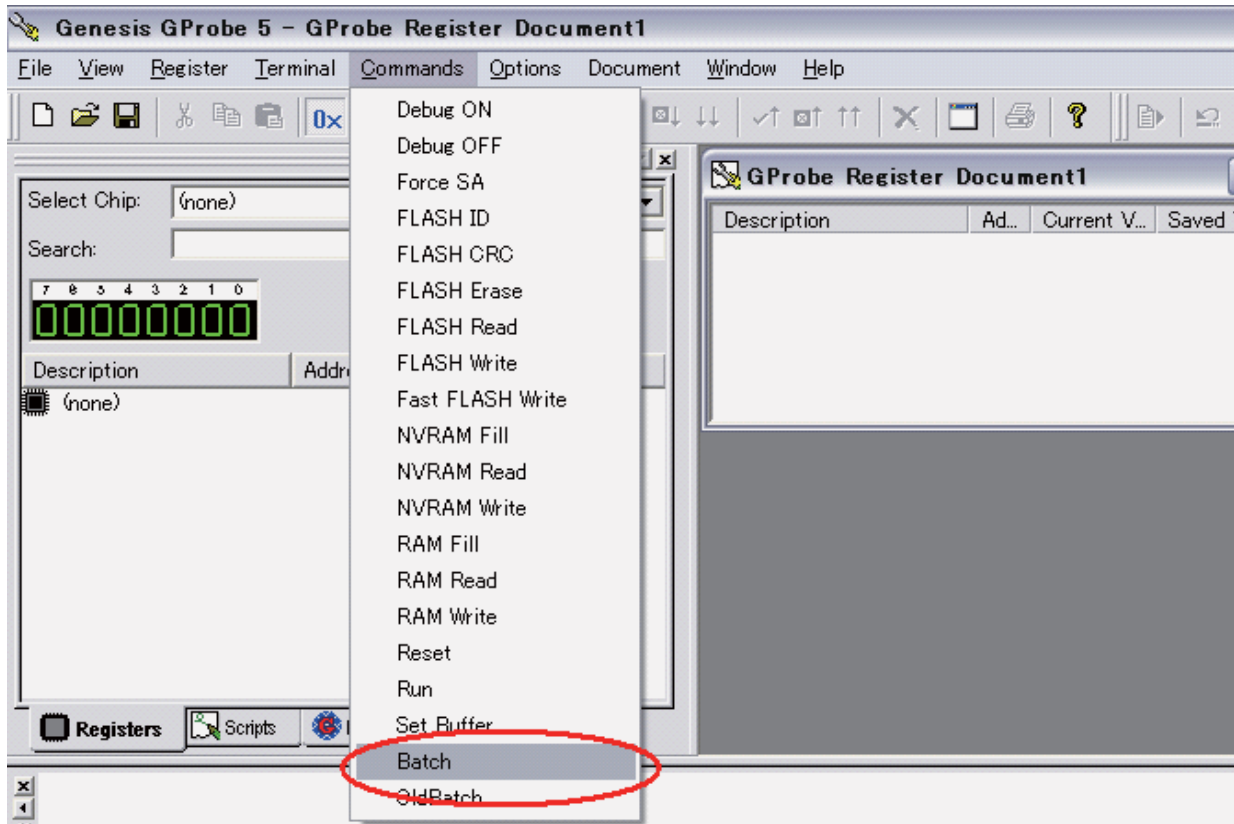 Genesis GProbe 5 - GProbe Register Document1
File View Register Terminal Commands Options Document Window Help
0x
Debug ON
Debug OFF
Force SA
FLASH ID
FLASH CRC
FLASH Erase
FLASH Read
FLASH Write
Fast FLASH Write
NVRAM Fill
NVRAM Read
NVRAM Write
RAM Fill
RAM Read
RAM Write
Reset
Run
Set Buffer
Batch
OldBatch
Select Chip: (none)
Search:
7 6 5 4 3 2 1 0
00000000
Description Addr
(none)
Registers Scripts
GProbe Register Document1
Description Ad... Current V... Saved